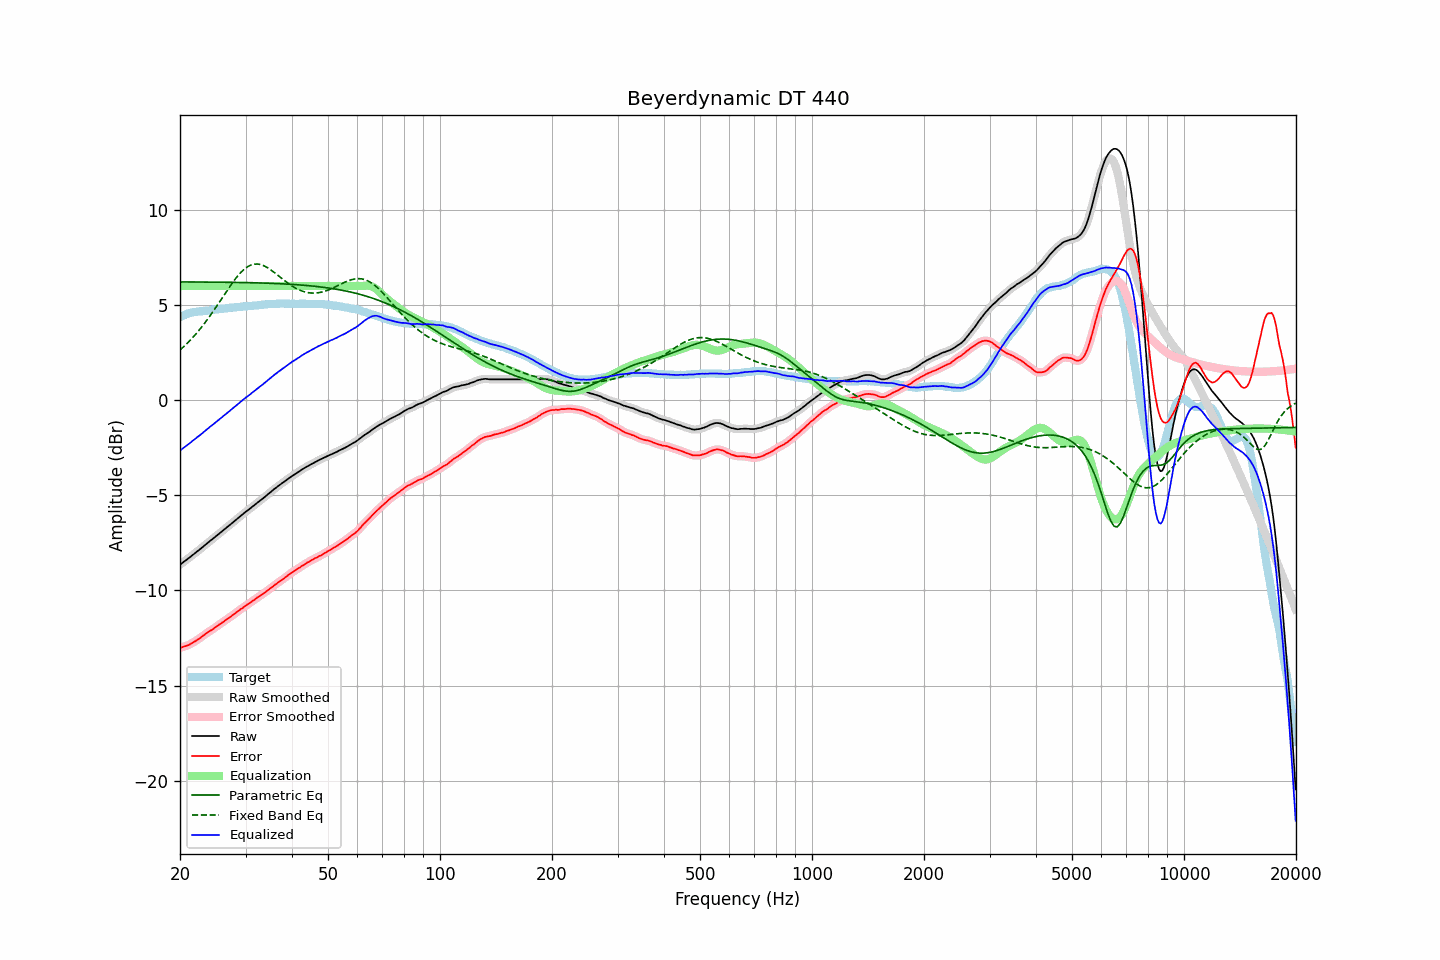 Beyerdynamic DT 440
Amplitude (dBr)
10
5
0
−5
−10
−15
−20
Target
Raw Smoothed
Error Smoothed
Raw
Error
Equalization
Parametric Eq
Fixed Band Eq
Equalized
20 50 100 200 500 1000 2000 5000 10000 20000
Frequency (Hz)